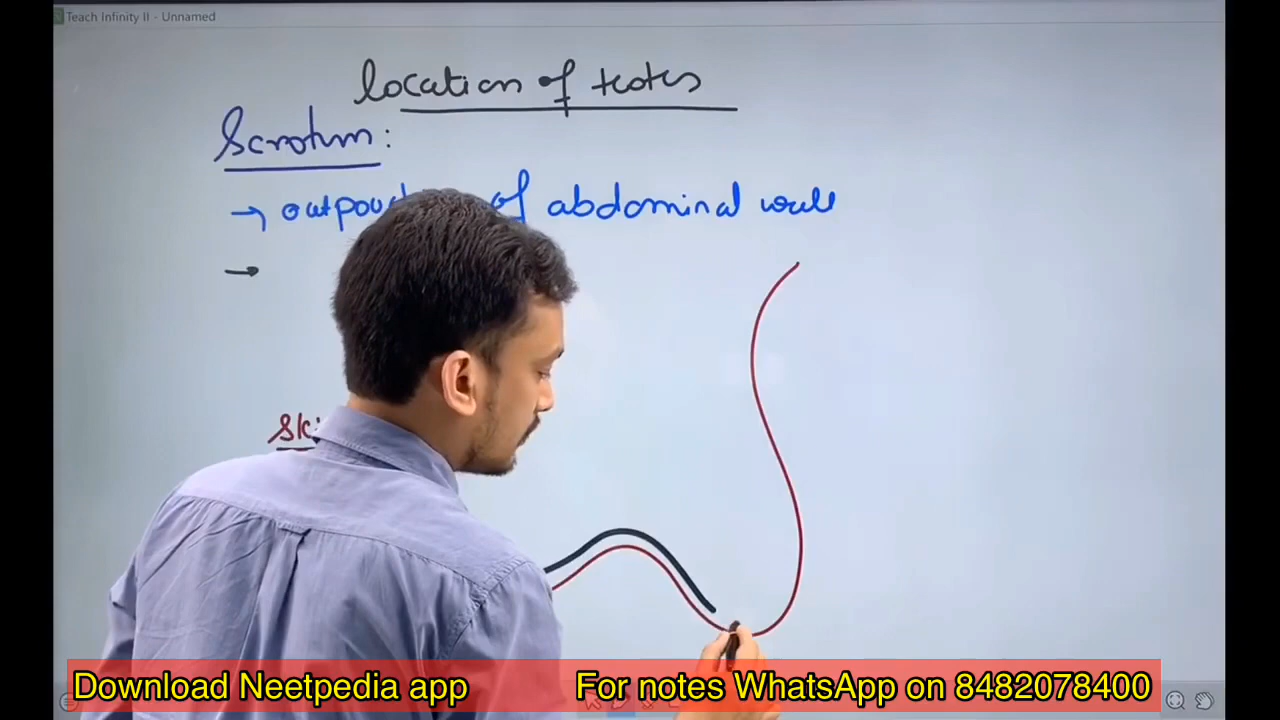 Teach Infinity II - Unnamed
location of testes
Scrotum:
→ outpou of abdominal wall
→
Ski
Download Neetpedia app
For notes WhatsApp on 8482078400